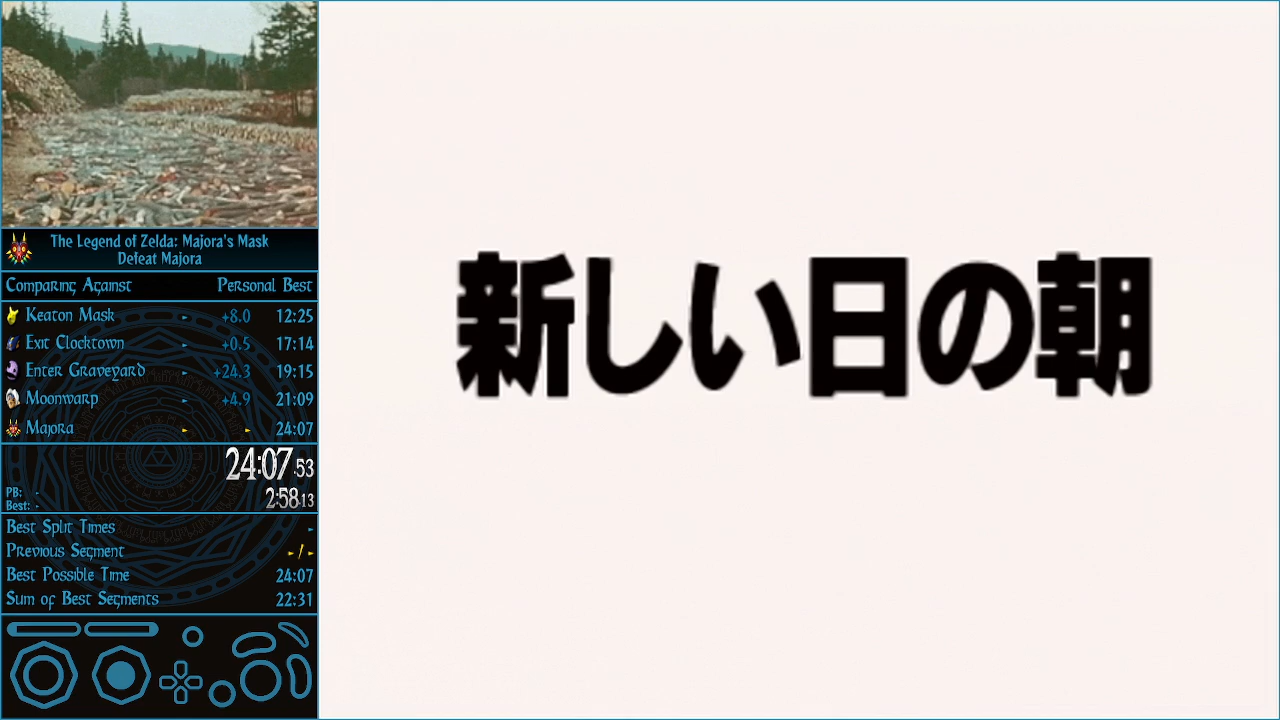 The Legend of Zelda: Majora's Mask
Defeat Majora
Comparing Against Personal Best
Keaton Mask - +8.0 12:25
Exit Clocktown - +0.5 17:14
Enter Graveyard - +24.3 19:15
Moonwarp - +4.9 21:09
Majora - - 24:07
24:07.53
PB: -
Best: -
2:58.13
Best Split Times -
Previous Segment - / -
Best Possible Time 24:07
Sum of Best Segments 22:31
新しい日の朝